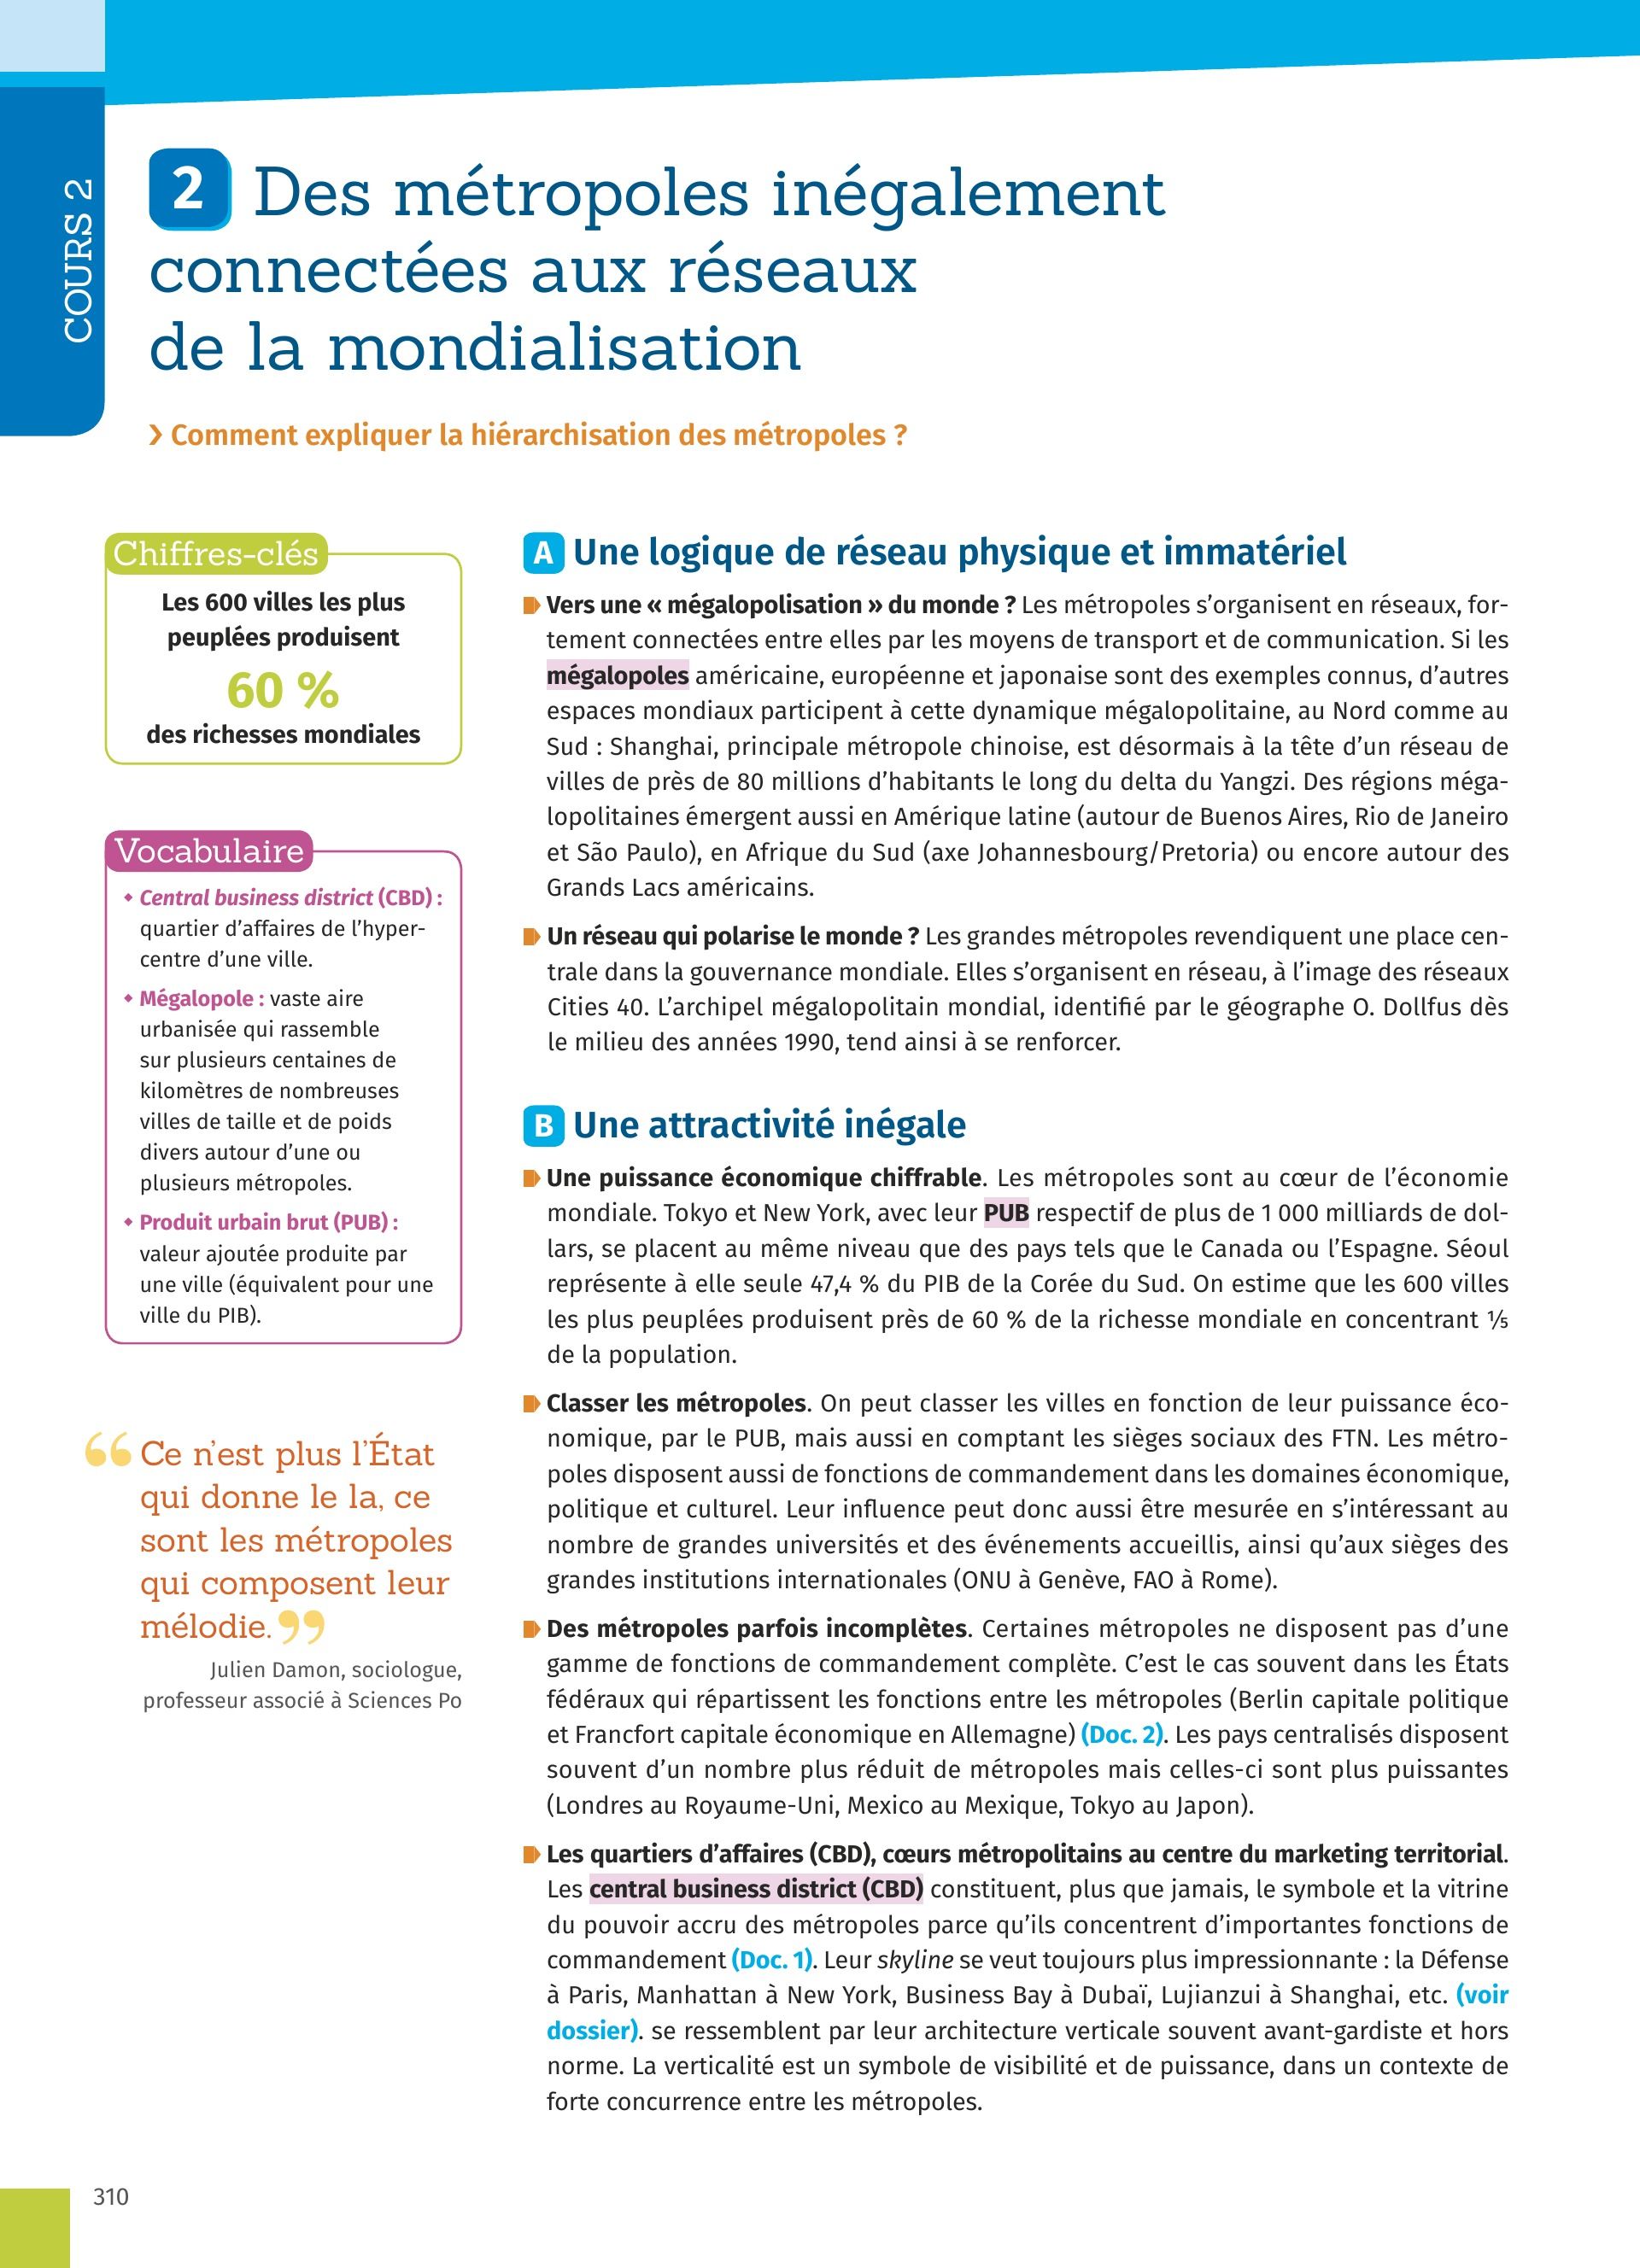 COURS 2
2 Des métropoles inégalement
connectées aux réseaux
de la mondialisation
› Comment expliquer la hiérarchisation des métropoles ?
Chiffres-clés
Les 600 villes les plus
peuplées produisent
60 %
des richesses mondiales
Vocabulaire
• Central business district (CBD) :
quartier d’affaires de l’hyper-
centre d’une ville.
• Mégalopole : vaste aire
urbanisée qui rassemble
sur plusieurs centaines de
kilomètres de nombreuses
villes de taille et de poids
divers autour d’une ou
plusieurs métropoles.
• Produit urbain brut (PUB) :
valeur ajoutée produite par
une ville (équivalent pour une
ville du PIB).
“ Ce n’est plus l’État
qui donne le la, ce
sont les métropoles
qui composent leur
mélodie. ”
Julien Damon, sociologue,
professeur associé à Sciences Po
A Une logique de réseau physique et immatériel
Vers une « mégalopolisation » du monde ? Les métropoles s’organisent en réseaux, for-
tement connectées entre elles par les moyens de transport et de communication. Si les
mégalopoles américaine, européenne et japonaise sont des exemples connus, d’autres
espaces mondiaux participent à cette dynamique mégalopolitaine, au Nord comme au
Sud : Shanghai, principale métropole chinoise, est désormais à la tête d’un réseau de
villes de près de 80 millions d’habitants le long du delta du Yangzi. Des régions méga-
lopolitaines émergent aussi en Amérique latine (autour de Buenos Aires, Rio de Janeiro
et São Paulo), en Afrique du Sud (axe Johannesbourg/Pretoria) ou encore autour des
Grands Lacs américains.
Un réseau qui polarise le monde ? Les grandes métropoles revendiquent une place cen-
trale dans la gouvernance mondiale. Elles s’organisent en réseau, à l’image des réseaux
Cities 40. L’archipel mégalopolitain mondial, identifié par le géographe O. Dollfus dès
le milieu des années 1990, tend ainsi à se renforcer.
B Une attractivité inégale
Une puissance économique chiffrable. Les métropoles sont au cœur de l’économie
mondiale. Tokyo et New York, avec leur PUB respectif de plus de 1 000 milliards de dol-
lars, se placent au même niveau que des pays tels que le Canada ou l’Espagne. Séoul
représente à elle seule 47,4 % du PIB de la Corée du Sud. On estime que les 600 villes
les plus peuplées produisent près de 60 % de la richesse mondiale en concentrant ⅕
de la population.
Classer les métropoles. On peut classer les villes en fonction de leur puissance éco-
nomique, par le PUB, mais aussi en comptant les sièges sociaux des FTN. Les métro-
poles disposent aussi de fonctions de commandement dans les domaines économique,
politique et culturel. Leur influence peut donc aussi être mesurée en s’intéressant au
nombre de grandes universités et des événements accueillis, ainsi qu’aux sièges des
grandes institutions internationales (ONU à Genève, FAO à Rome).
Des métropoles parfois incomplètes. Certaines métropoles ne disposent pas d’une
gamme de fonctions de commandement complète. C’est le cas souvent dans les États
fédéraux qui répartissent les fonctions entre les métropoles (Berlin capitale politique
et Francfort capitale économique en Allemagne) (Doc. 2). Les pays centralisés disposent
souvent d’un nombre plus réduit de métropoles mais celles-ci sont plus puissantes
(Londres au Royaume-Uni, Mexico au Mexique, Tokyo au Japon).
Les quartiers d’affaires (CBD), cœurs métropolitains au centre du marketing territorial.
Les central business district (CBD) constituent, plus que jamais, le symbole et la vitrine
du pouvoir accru des métropoles parce qu’ils concentrent d’importantes fonctions de
commandement (Doc. 1). Leur skyline se veut toujours plus impressionnante : la Défense
à Paris, Manhattan à New York, Business Bay à Dubaï, Lujianzui à Shanghai, etc. (voir
dossier). se ressemblent par leur architecture verticale souvent avant-gardiste et hors
norme. La verticalité est un symbole de visibilité et de puissance, dans un contexte de
forte concurrence entre les métropoles.
310